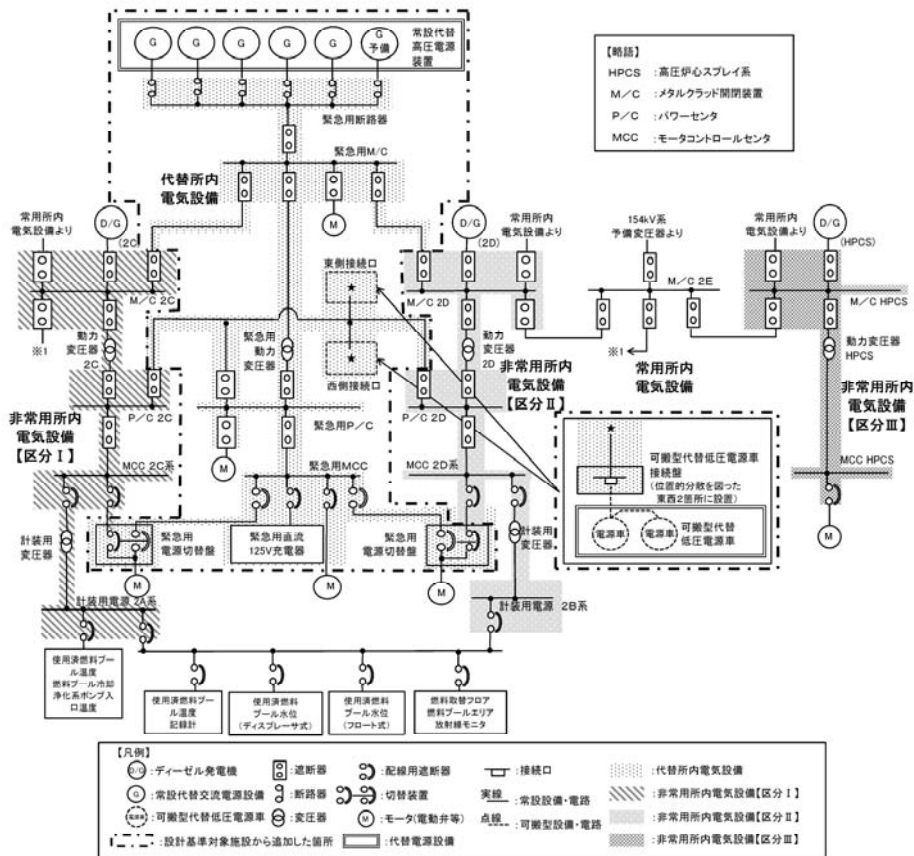 G
G
G
G
G
G
予備
常設代替
高圧電源
装置
【略語】
HPCS :高圧炉心スプレイ系
M/C :メタルクラッド開閉装置
P/C :パワーセンタ
MCC :モータコントロールセンタ
緊急用断路器
緊急用M/C
代替所内
電気設備
M
常用所内
電気設備より
D/G
(2C)
D/G
(2D)
常用所内
電気設備より
154kV系
予備変圧器より
常用所内
電気設備より
D/G
(HPCS)
東側接続口
M/C 2C
M/C 2D
M/C 2E
M/C HPCS
※1
動力
変圧器
2C
緊急用
動力
変圧器
西側接続口
動力
変圧器
2D
非常用所内
電気設備
【区分Ⅱ】
※1
常用所内
電気設備
動力変圧器
HPCS
非常用所内
電気設備
【区分Ⅲ】
非常用所内
電気設備
【区分Ⅰ】
P/C 2C
緊急用P/C
P/C 2D
M
MCC 2C系
緊急用MCC
MCC 2D系
MCC HPCS
可搬型代替低圧電源車
接続盤
(位置的分散を図った
東西2箇所に設置)
電源車
電源車
可搬型代替
低圧電源車
計装用
変圧器
緊急用
電源切替盤
緊急用直流
125V充電器
緊急用
電源切替盤
計装用
変圧器
M
M
M
M
計装用電源 2A系
計装用電源 2B系
使用済燃料プー
ル温度
燃料プール冷却
浄化系ポンプ入
口温度
使用済燃料プー
ル温度
記録計
使用済燃料
プール水位
(ディスプレーサ式)
使用済燃料
プール水位
(フロート式)
燃料取替フロア
燃料プールエリア
放射線モニタ
【凡例】
D/G :ディーゼル発電機
:遮断器
:配線用遮断器
:接続口
:代替所内電気設備
G :常設代替交流電源設備
:断路器
:切替装置
実線 :常設設備・電路
:非常用所内電気設備【区分Ⅰ】
電源車 :可搬型代替低圧電源車
:変圧器
M :モータ(電動弁等)
点線 :可搬型設備・電路
:非常用所内電気設備【区分Ⅱ】
:設計基準対象施設から追加した箇所
:代替電源設備
:非常用所内電気設備【区分Ⅲ】